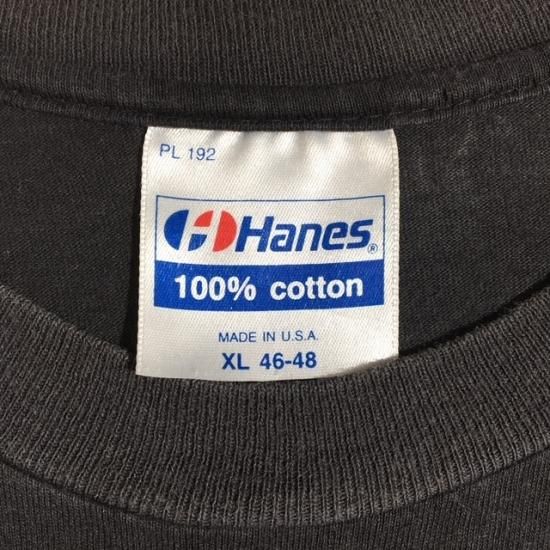 PL 192
Hanes®
100% cotton
MADE IN U.S.A.
XL 46-48